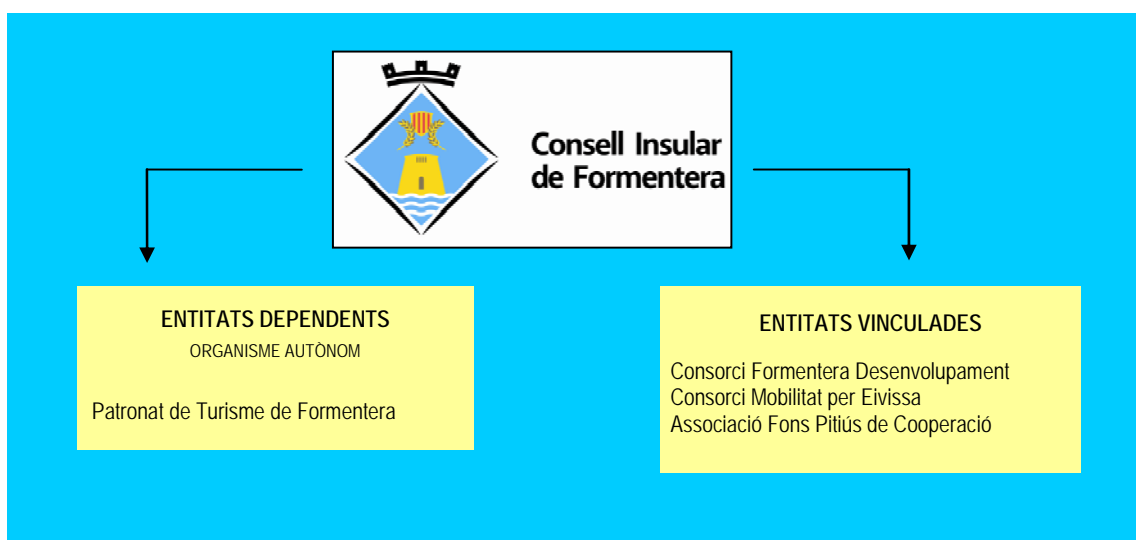 Consell Insular
de Formentera
ENTITATS DEPENDENTS
ORGANISME AUTÒNOM
Patronat de Turisme de Formentera
ENTITATS VINCULADES
Consorci Formentera Desenvolupament
Consorci Mobilitat per Eivissa
Associació Fons Pitiús de Cooperació